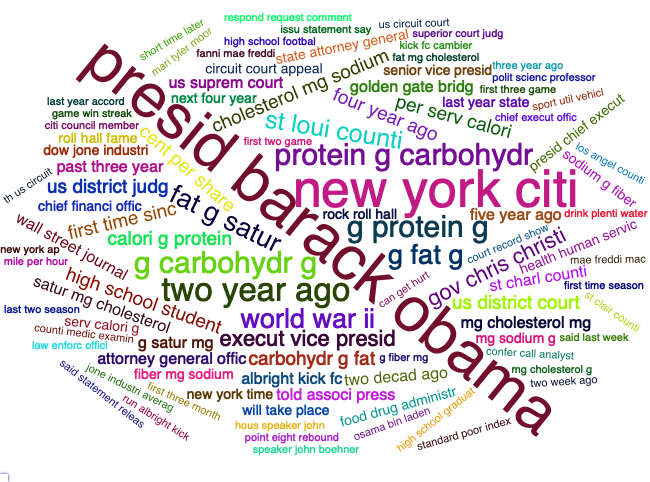 respond request comment
us circuit court
short time later
issu statement say
superior court judg
high school footbal
state attorney general
mari tyler moor
kick fc cambier
fanni mae fredd
fat mg cholesterol
circuit court appeal
senior vice presid
three year ago
us suprem court
cholesterol mg sodium
polit scienc professor
golden gate bridg
first three game
next four year
last year accord
four year ago
per serv calori
last year state
sport util vehicl
game win streak
chief execut offic
presid chief execut
citi council member
st loui counti
roll hall fame
cent per share
first two game
los angel counti
dow jone industri
protein g carbohydr
sodium g fiber
past three year
th us circuit
us district judg
new york citi
fat g satur
chief financi offic
presid barack obama
first time sinc
rock roll hall
five year ago
drink plenti water
wall street journal
calori g protein
g protein g
court record show
health human servic
new york ap
g fat g
gov chris christi
mile per hour
g carbohydr g
mae freddi mac
high school student
can get hurt
st charl counti
satur mg cholesterol
two year ago
first time season
us district court
st clair counti
last two season
serv calori g
world war ii
counti medic examin
mg cholesterol mg
execut vice presid
mg sodium g
said last week
law enforc offici
g satur mg
confer call analyst
attorney general offic
carbohydr g fat
g fiber mg
said statement releas
jone industri averag
fiber mg sodium
albright kick fc
two decad ago
mg cholesterol g
two week ago
first three month
new york time
told associ press
food drug administr
run albright kick
will take place
high school gradual
hous speaker john
osama bin laden
point eight rebound
standard poor index
speaker john boehner